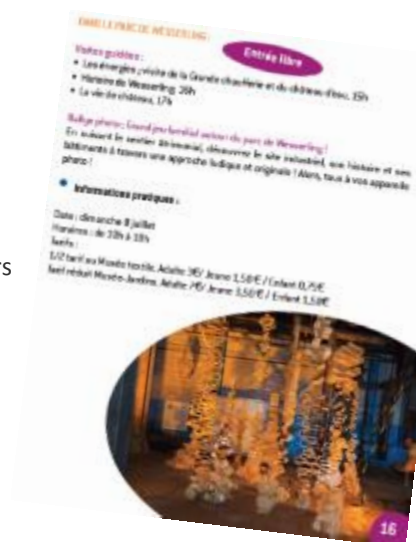 DANS LE PARC DE WESSERLING :
Entrée libre
Visites guidées :
• Les énergies : visite de la Grande chaufferie et du château d'eau, 15h
• Histoire de Wesserling, 16h
• La vie de château, 17h
Rallye photo : Grand jeu familial autour du parc de Wesserling !
En suivant le sentier patrimonial, découvrez le site industriel, son histoire et ses
bâtiments à travers une approche ludique et originale ! Alors, tous à vos appareils
photo !
• Informations pratiques :
Date : dimanche 8 juillet
Horaires : de 10h à 18h
Tarifs :
1/2 tarif au Musée textile. Adulte 3€/ Jeune 1,50€ / Enfant 0,75€
Tarif réduit Musée-Jardins. Adulte 7€/ Jeune 3,50€ / Enfant 1,50€
16
rs